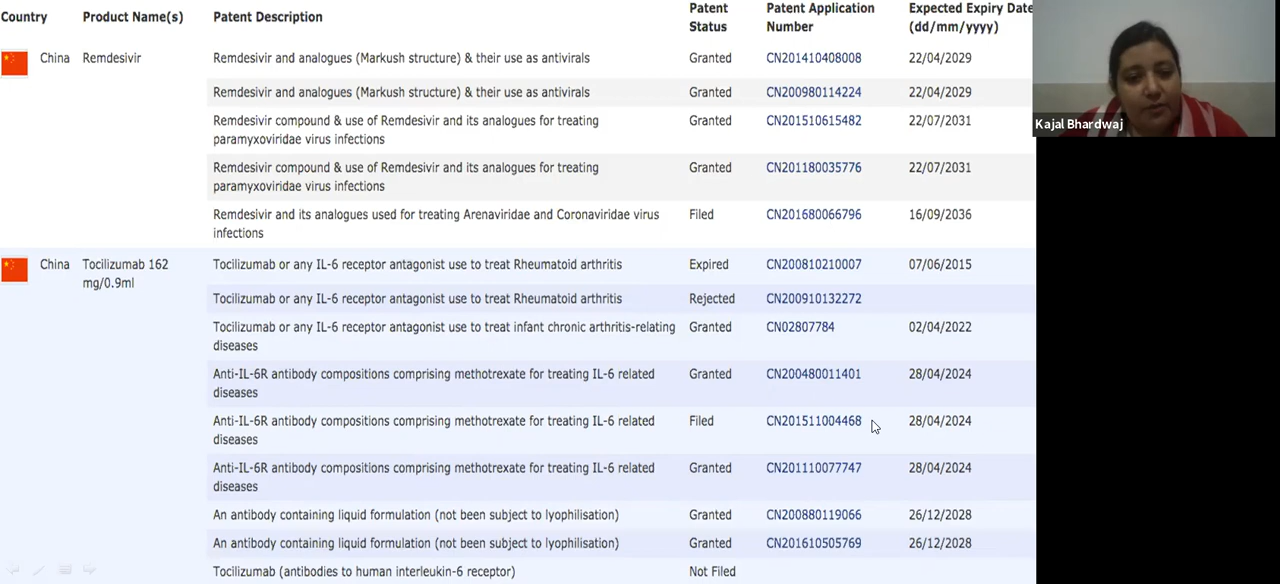 Country Product Name(s) Patent Description Patent Status Patent Application Number Expected Expiry Date (dd/mm/yyyy)
China Remdesivir Remdesivir and analogues (Markush structure) & their use as antivirals Granted CN201410408008 22/04/2029
Remdesivir and analogues (Markush structure) & their use as antivirals Granted CN200980114224 22/04/2029
Remdesivir compound & use of Remdesivir and its analogues for treating Granted CN201510615482 22/07/2031
paramyxoviridae virus infections
Remdesivir compound & use of Remdesivir and its analogues for treating Granted CN201180035776 22/07/2031
paramyxoviridae virus infections
Remdesivir and its analogues used for treating Arenaviridae and Coronaviridae virus Filed CN201680066796 16/09/2036
infections
China Tocilizumab 162 Tocilizumab or any IL-6 receptor antagonist use to treat Rheumatoid arthritis Expired CN200810210007 07/06/2015
mg/0.9ml
Tocilizumab or any IL-6 receptor antagonist use to treat Rheumatoid arthritis Rejected CN200910132272
Tocilizumab or any IL-6 receptor antagonist use to treat infant chronic arthritis-relating Granted CN02807784 02/04/2022
diseases
Anti-IL-6R antibody compositions comprising methotrexate for treating IL-6 related Granted CN200480011401 28/04/2024
diseases
Anti-IL-6R antibody compositions comprising methotrexate for treating IL-6 related Filed CN201511004468 28/04/2024
diseases
Anti-IL-6R antibody compositions comprising methotrexate for treating IL-6 related Granted CN201110077747 28/04/2024
diseases
An antibody containing liquid formulation (not been subject to lyophilisation) Granted CN200880119066 26/12/2028
An antibody containing liquid formulation (not been subject to lyophilisation) Granted CN201610505769 26/12/2028
Tocilizumab (antibodies to human interleukin-6 receptor) Not Filed
Kajal Bhardwaj